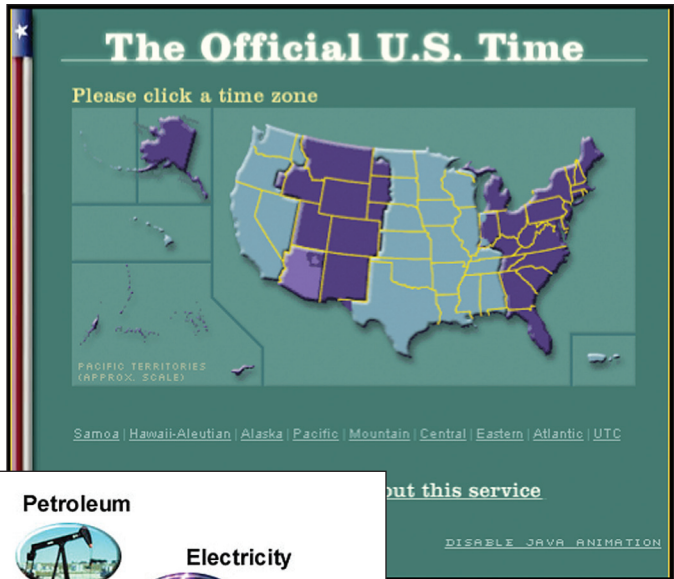 The Official U.S. Time
Please click a time zone
PACIFIC TERRITORIES
(APPROX. SCALE)
Samoa | Hawaii-Aleutian | Alaska | Pacific | Mountain | Central | Eastern | Atlantic | UTC
this service
DISABLE JAVA ANIMATION
Petroleum
Electricity